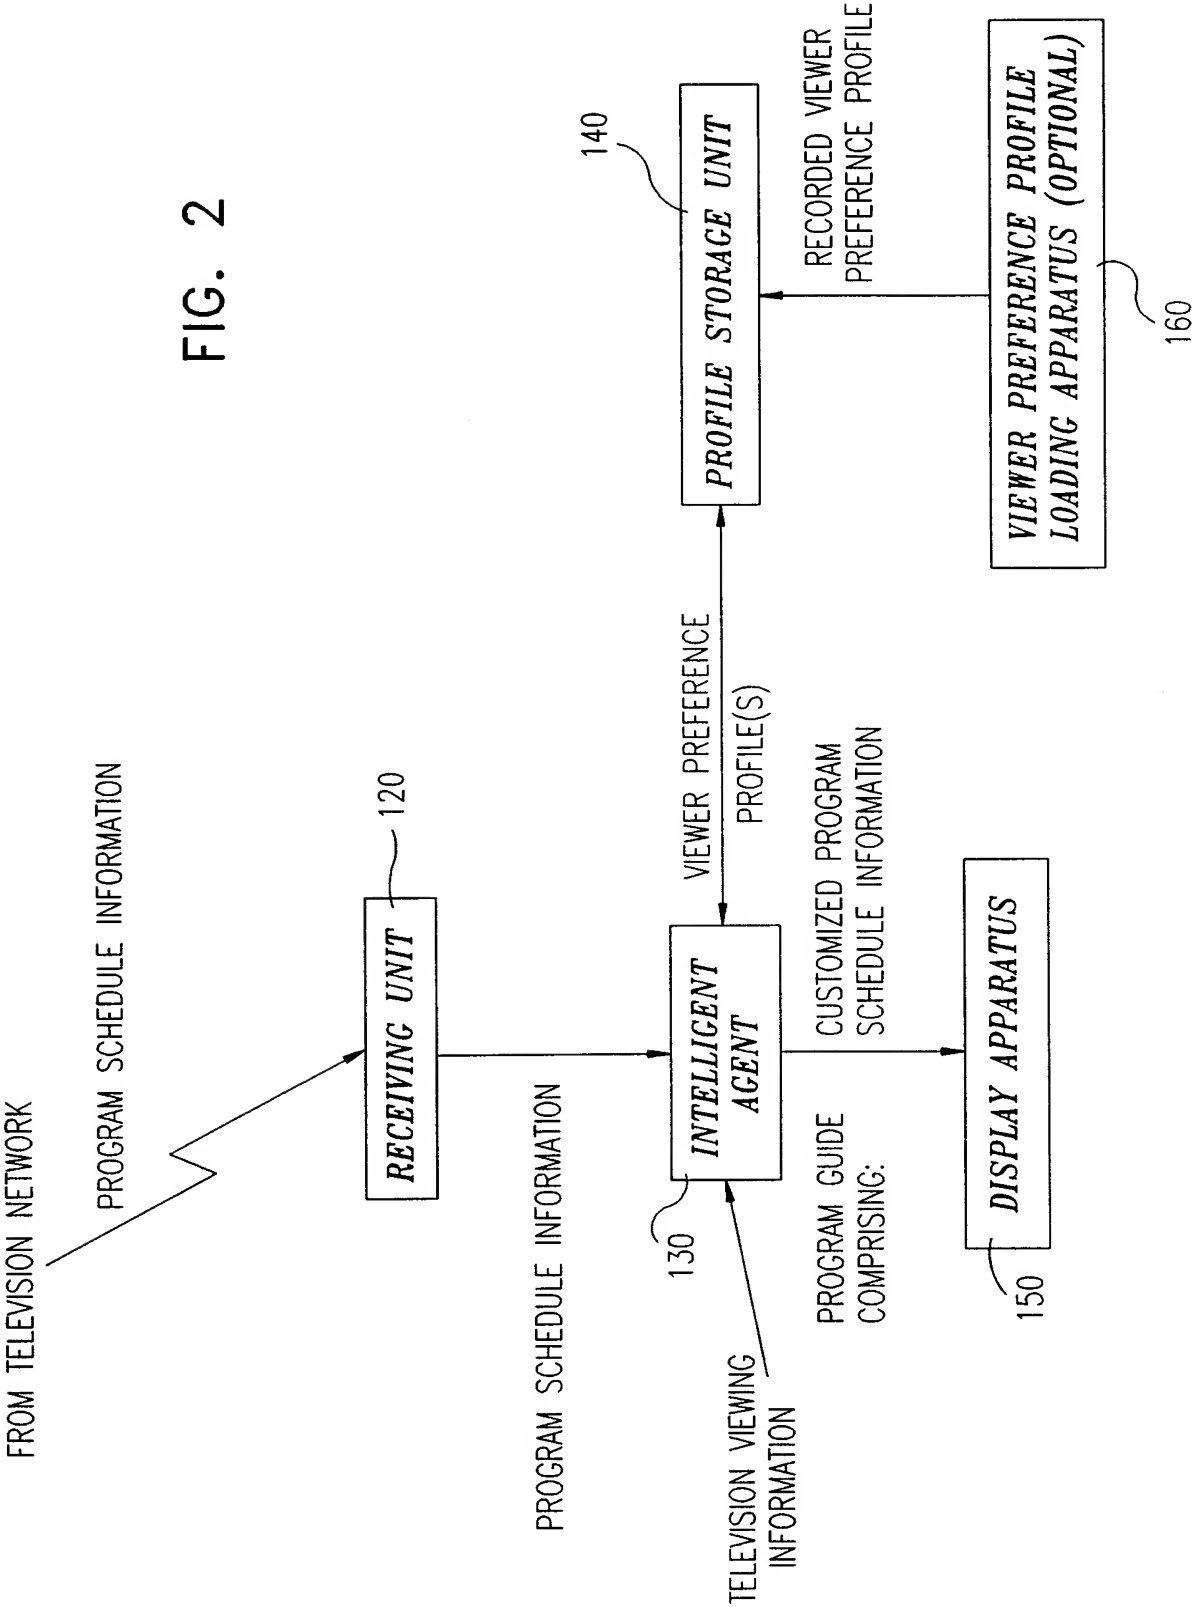 FIG. 2
FROM TELEVISION NETWORK
PROGRAM SCHEDULE INFORMATION
120
RECEIVING UNIT
PROGRAM SCHEDULE INFORMATION
140
PROFILE STORAGE UNIT
VIEWER PREFERENCE
PROFILE(S)
130
INTELLIGENT
AGENT
TELEVISION VIEWING
INFORMATION
RECORDED VIEWER
PREFERENCE PROFILE
PROGRAM GUIDE
COMPRISING:
CUSTOMIZED PROGRAM
SCHEDULE INFORMATION
150
DISPLAY APPARATUS
VIEWER PREFERENCE PROFILE
LOADING APPARATUS (OPTIONAL)
160